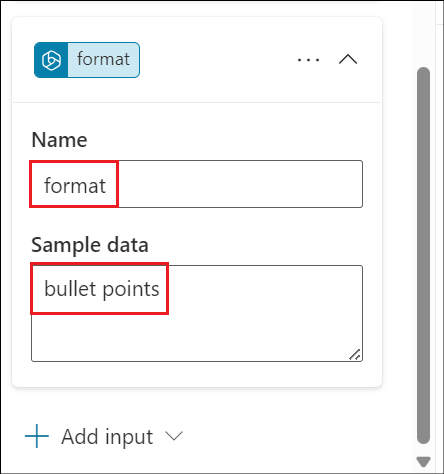 format
Name
format
Sample data
bullet points
Add input